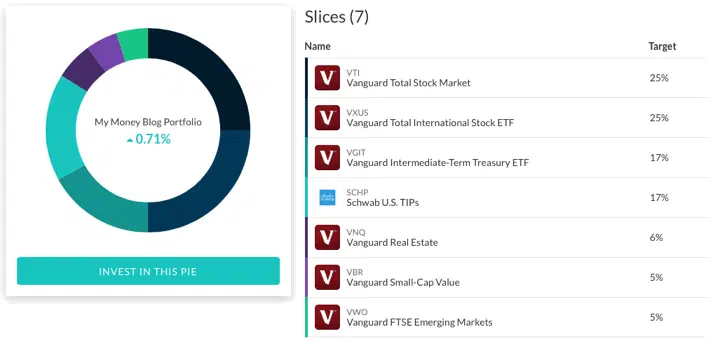 My Money Blog Portfolio
0.71%
INVEST IN THIS PIE
Slices (7)
Name Target
VTI
Vanguard Total Stock Market 25%
VXUS
Vanguard Total International Stock ETF 25%
VGIT
Vanguard Intermediate-Term Treasury ETF 17%
SCHP
Schwab U.S. TIPs 17%
VNQ
Vanguard Real Estate 6%
VBR
Vanguard Small-Cap Value 5%
VWO
Vanguard FTSE Emerging Markets 5%